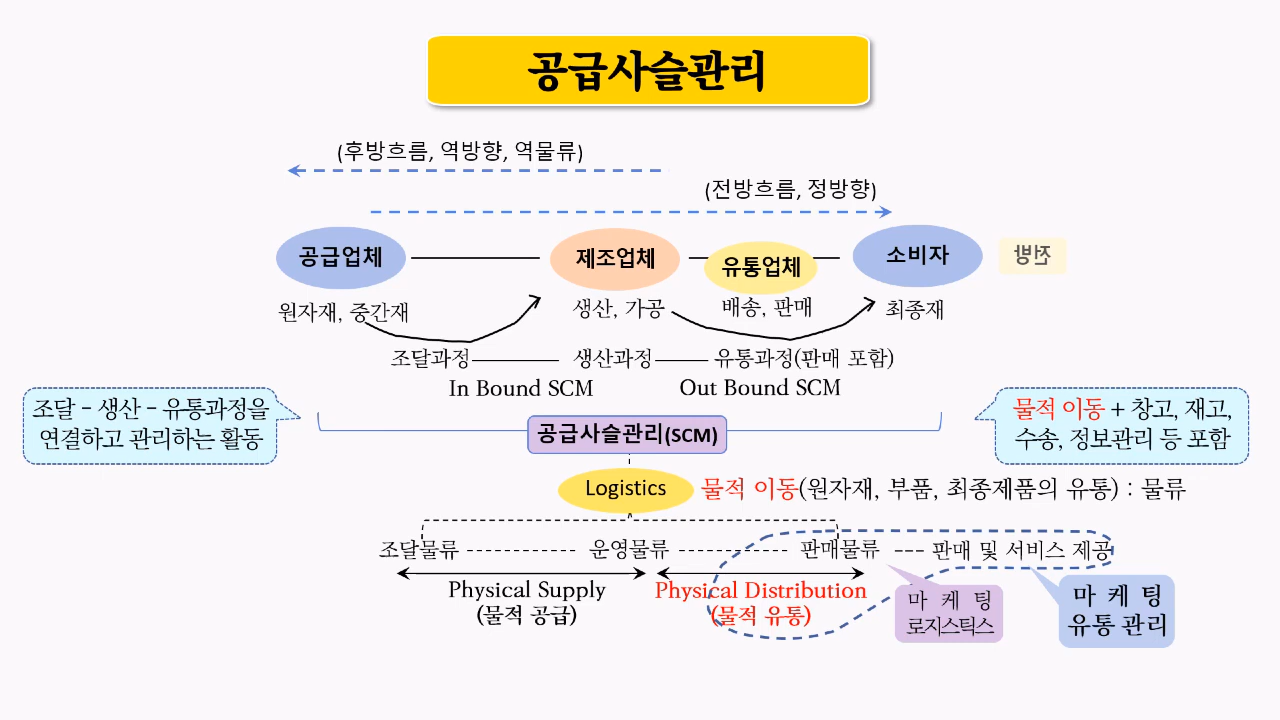 공급사슬관리
(후방흐름, 역방향, 역물류)
(전방흐름, 정방향)
공급업체
제조업체
유통업체
소비자
전방
원자재, 중간재
생산, 가공
배송, 판매
최종재
조달과정
생산과정
유통과정(판매 포함)
In Bound SCM
Out Bound SCM
조달 - 생산 - 유통과정을
연결하고 관리하는 활동
공급사슬관리(SCM)
물적 이동 + 창고, 재고,
수송, 정보관리 등 포함
Logistics
물적 이동(원자재, 부품, 최종제품의 유통) : 물류
조달물류
운영물류
판매물류
판매 및 서비스 제공
Physical Supply
(물적 공급)
Physical Distribution
(물적 유통)
마 케 팅
로지스틱스
마 케 팅
유통 관리